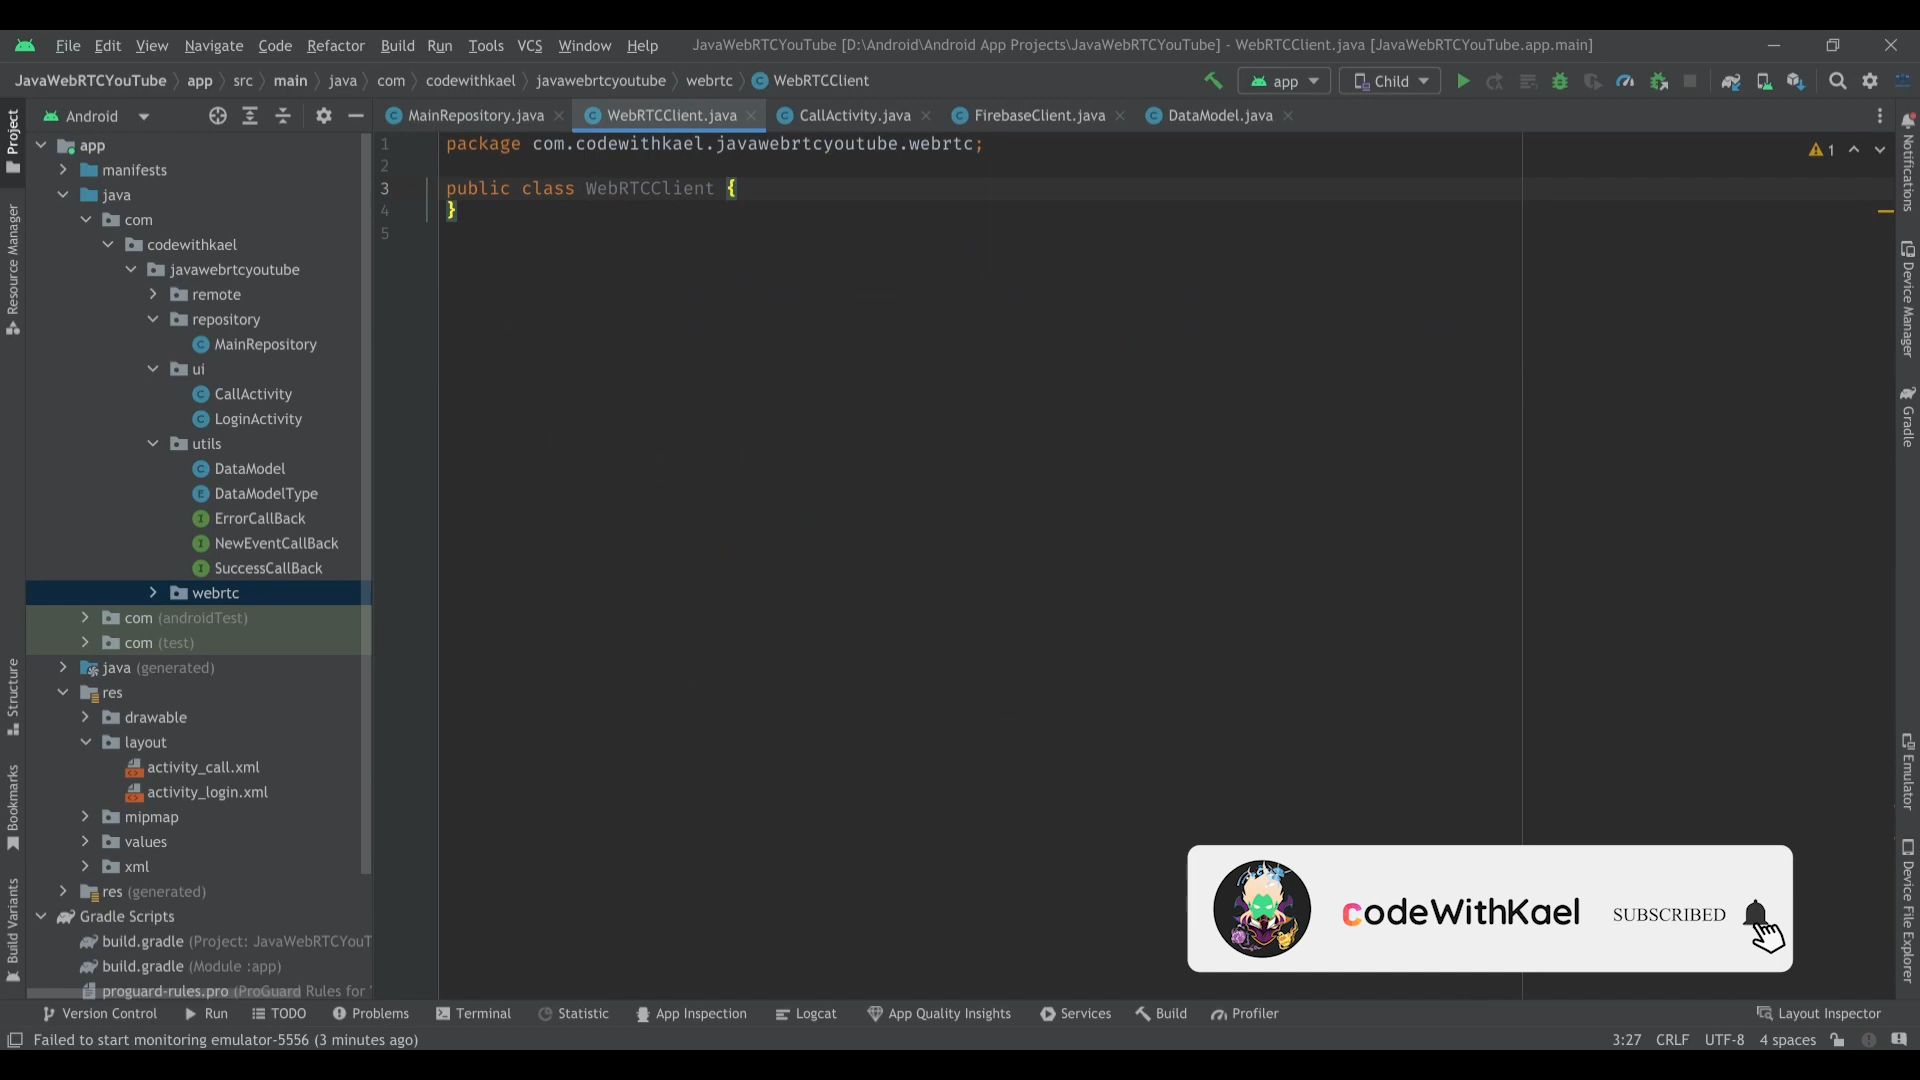 File Edit View Navigate Code Refactor Build Run Tools VCS Window Help JavaWebRTCYouTube [D:\Android\Android App Projects\JavaWebRTCYouTube] - WebRTCClient.java [JavaWebRTCYouTube.app.main]
JavaWebRTCYouTube app src main java com codewithkael javawebrtcyoutube webrtc WebRTCClient app Child
Android MainRepository.java WebRTCClient.java CallActivity.java FirebaseClient.java DataModel.java
Project
Resource Manager
Structure
Bookmarks
Build Variants
app
manifests
java
com
codewithkael
javawebrtcyoutube
remote
repository
MainRepository
ui
CallActivity
LoginActivity
utils
DataModel
DataModelType
ErrorCallBack
NewEventCallBack
SuccessCallBack
webrtc
com (androidTest)
com (test)
java (generated)
res
drawable
layout
activity_call.xml
activity_login.xml
mipmap
values
xml
res (generated)
Gradle Scripts
build.gradle (Project: JavaWebRTCYouT
build.gradle (Module :app)
proguard-rules.pro (ProGuard Rules for "
1 package com.codewithkael.javawebrtcyoutube.webrtc;
2
3 public class WebRTCClient {
4 }
5
1
Notifications
Device Manager
Gradle
Emulator
Device File Explorer
codeWithKael SUBSCRIBED
Version Control Run TODO Problems Terminal Statistic App Inspection Logcat App Quality Insights Services Build Profiler Layout Inspector
Failed to start monitoring emulator-5556 (3 minutes ago) 3:27 CRLF UTF-8 4 spaces